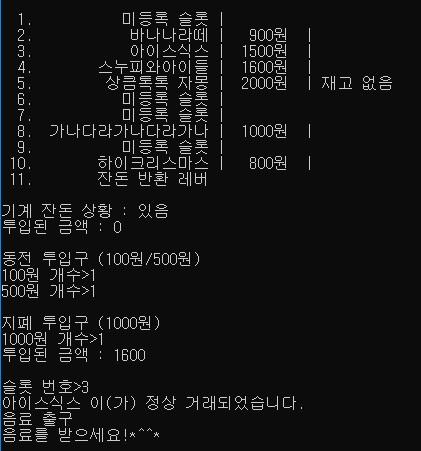 1. 미등록 슬롯 |
2. 바나나라떼 | 900원 |
3. 아이스식스 | 1500원 |
4. 스누피와아이들 | 1600원 |
5. 상큼톡톡 자몽 | 2000원 | 재고 없음
6. 미등록 슬롯 |
7. 미등록 슬롯 |
8. 가나다라가나다라가나 | 1000원 |
9. 미등록 슬롯 |
10. 하이크리스마스 | 800원 |
11. 잔돈 반환 레버
기계 잔돈 상황 : 있음
투입된 금액 : 0
동전 투입구 (100원/500원)
100원 개수>1
500원 개수>1
지폐 투입구 (1000원)
1000원 개수>1
투입된 금액 : 1600
슬롯 번호>3
아이스식스 이(가) 정상 거래되었습니다.
음료 출구
음료를 받으세요!*^^*